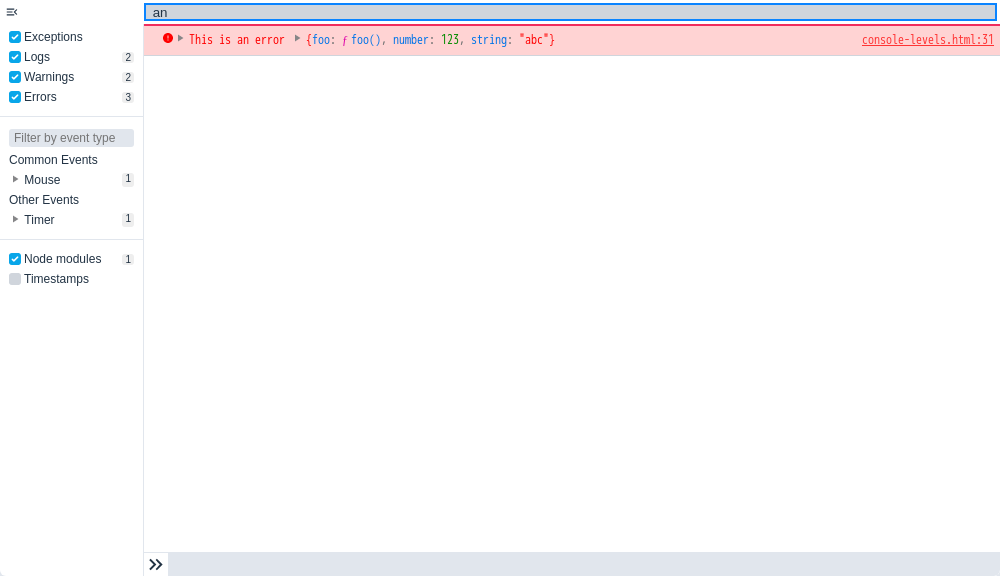 an
Exceptions
Logs 2
Warnings 2
Errors 3
Filter by event type
Common Events
Mouse 1
Other Events
Timer 1
Node modules 1
Timestamps
This is an error {foo: ƒ foo(), number: 123, string: "abc"} console-levels.html:31